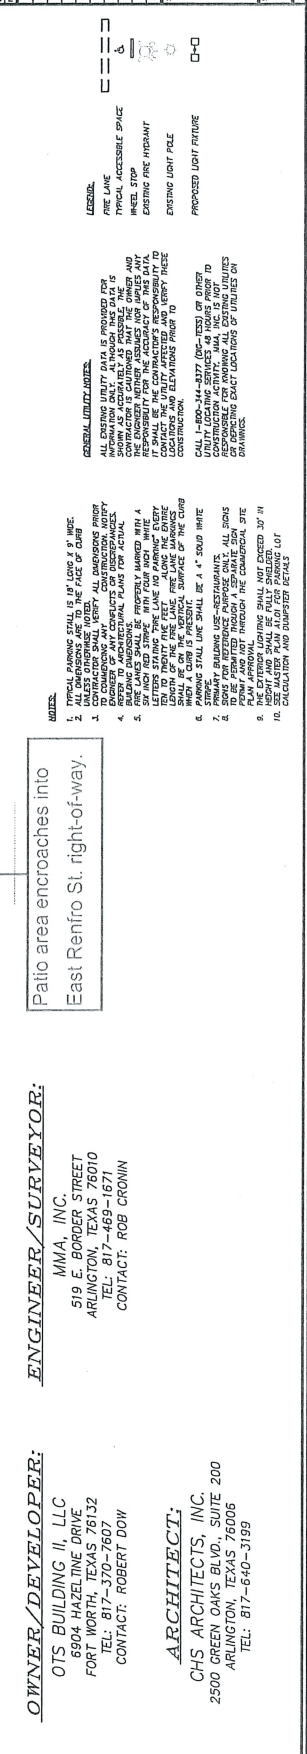 OWNER/DEVELOPER:
OTS BUILDING II, LLC
6904 HAZELTINE DRIVE
FORT WORTH, TEXAS 76132
TEL: 817-370-7607
CONTACT: ROBERT DOW
ARCHITECT:
CHS ARCHITECTS, INC.
2500 GREEN OAKS BLVD., SUITE 200
ARLINGTON, TEXAS 76006
TEL: 817-640-3199
ENGINEER/SURVEYOR:
MMA, INC.
519 E. BORDER STREET
ARLINGTON, TEXAS 76010
TEL: 817-469-1671
CONTACT: ROB CRONIN
Patio area encroaches into
East Renfro St. right-of-way.
NOTES:
1. TYPICAL PARKING STALL IS 18' LONG X 9' WIDE.
2. ALL DIMENSIONS ARE TO THE FACE OF CURB
UNLESS OTHERWISE NOTED.
3. CONTRACTOR SHALL VERIFY ALL DIMENSIONS PRIOR
TO COMMENCING ANY CONSTRUCTION. NOTIFY
ENGINEER OF ANY CONFLICTS OR DISCREPANCIES.
4. REFER TO ARCHITECTURAL PLANS FOR ACTUAL
BUILDING DIMENSIONS.
5. FIRE LANES SHALL BE PROPERLY MARKED WITH A
SIX INCH RED STRIPE WITH FOUR INCH WHITE
LETTERS STATING "FIRE LANE NO PARKING" EVERY
TEN TWENTY FIVE FEET ALONG THE ENTIRE
LENGTH OF THE FIRE LANE. FIRE LANE MARKINGS
SHALL BE ON THE VERTICAL SURFACE OF THE CURB
WHEN A CURB IS PRESENT.
6. PARKING STALL LINE SHALL BE A 4" SOLID WHITE
STRIPE.
7. PRIMARY BUILDING USE-RESTAURANTS.
8. SIGNS FOR REFERENCE PURPOSE ONLY. ALL SIGNS
TO BE PERMITTED THROUGH A SEPARATE SIGN
PERMIT AND NOT THROUGH THE COMMERCIAL SITE
PLAN APPROVAL.
9. THE EXTERIOR LIGHTING SHALL NOT EXCEED 30' IN
HEIGHT AND SHALL BE FULLY SHIELDED.
10. SEE MASTER PLAN A1.01 FOR PARKING LOT
CALCULATION AND DUMPSTER DETAILS
GENERAL UTILITY NOTES:
ALL EXISTING UTILITY DATA IS PROVIDED FOR
INFORMATION ONLY. ALTHOUGH THIS DATA IS
SHOWN AS ACCURATELY AS POSSIBLE, THE
CONTRACTOR IS CAUTIONED THAT THE OWNER AND
THE ENGINEER NEITHER ASSUMES NOR IMPLIES ANY
RESPONSIBILITY FOR THE ACCURACY OF THIS DATA.
IT SHALL BE THE CONTRACTOR'S RESPONSIBILITY TO
CONTACT THE UTILITY AFFECTED AND VERIFY THESE
LOCATIONS AND ELEVATIONS PRIOR TO
CONSTRUCTION.
CALL 1-800-344-8377 (DIG-TESS) OR OTHER
UTILITY LOCATING SERVICES 48 HOURS PRIOR TO
CONSTRUCTION ACTIVITY. MMA, INC. IS NOT
RESPONSIBLE FOR KNOWING ALL EXISTING UTILITIES
OR DEPICTING EXACT LOCATIONS OF UTILITIES ON
DRAWINGS.
LEGEND:
FIRE LANE
TYPICAL ACCESSIBLE SPACE
WHEEL STOP
EXISTING FIRE HYDRANT
EXISTING LIGHT POLE
PROPOSED LIGHT FIXTURE